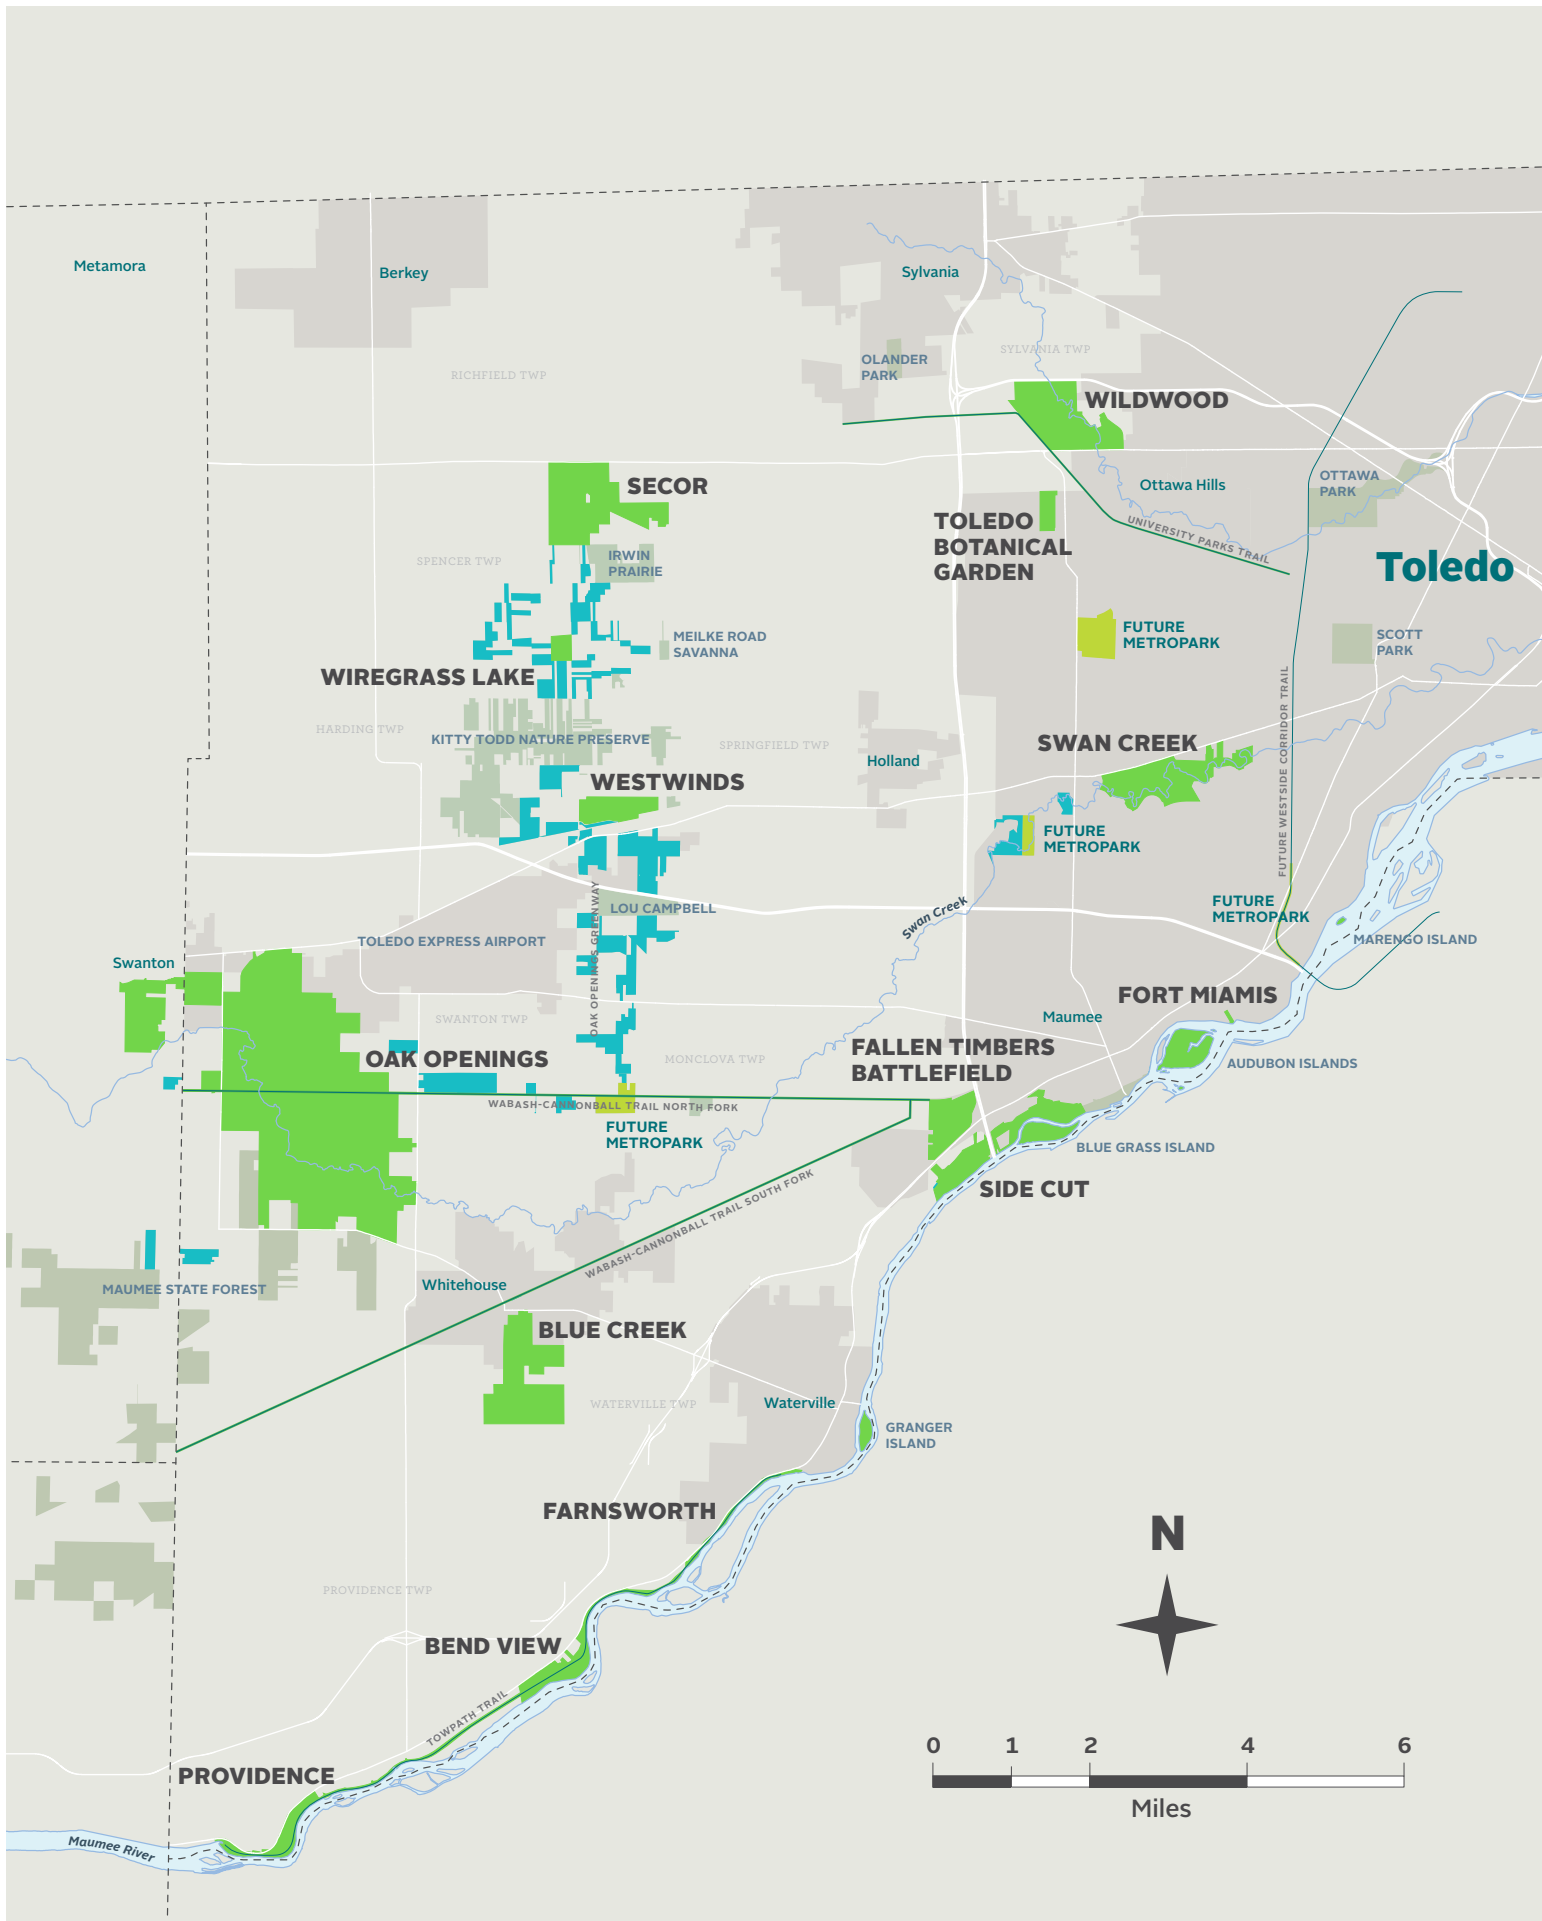 Metamora
Berkey
Sylvania
SYLVANIA TWP
OLANDER
PARK
RICHFIELD TWP
WILDWOOD
SECOR
OTTAWA
PARK
Ottawa Hills
TOLEDO
BOTANICAL
GARDEN
UNIVERSITY PARKS TRAIL
IRWIN
PRAIRIE
SPENCER TWP
Toledo
FUTURE
METROPARK
MEILKE ROAD
SAVANNA
SCOTT
PARK
WIREGRASS LAKE
HARDING TWP
KITTY TODD NATURE PRESERVE
SPRINGFIELD TWP
SWAN CREEK
Holland
FUTURE WESTSIDE CORRIDOR TRAIL
WESTWINDS
FUTURE
METROPARK
OAK OPENINGS GREENWAY
LOU CAMPBELL
Swan Creek
FUTURE
METROPARK
TOLEDO EXPRESS AIRPORT
MARENGO ISLAND
Swanton
FORT MIAMIS
SWANTON TWP
Maumee
OAK OPENINGS
MONCLOVA TWP
FALLEN TIMBERS
BATTLEFIELD
AUDUBON ISLANDS
WABASH-CANNONBALL TRAIL NORTH FORK
FUTURE
METROPARK
BLUE GRASS ISLAND
SIDE CUT
WABASH-CANNONBALL TRAIL SOUTH FORK
MAUMEE STATE FOREST
Whitehouse
BLUE CREEK
WATERVILLE TWP
Waterville
GRANGER
ISLAND
FARNSWORTH
N
PROVIDENCE TWP
BEND VIEW
TOWPATH TRAIL
PROVIDENCE
0 1 2 4 6
Miles
Maumee River